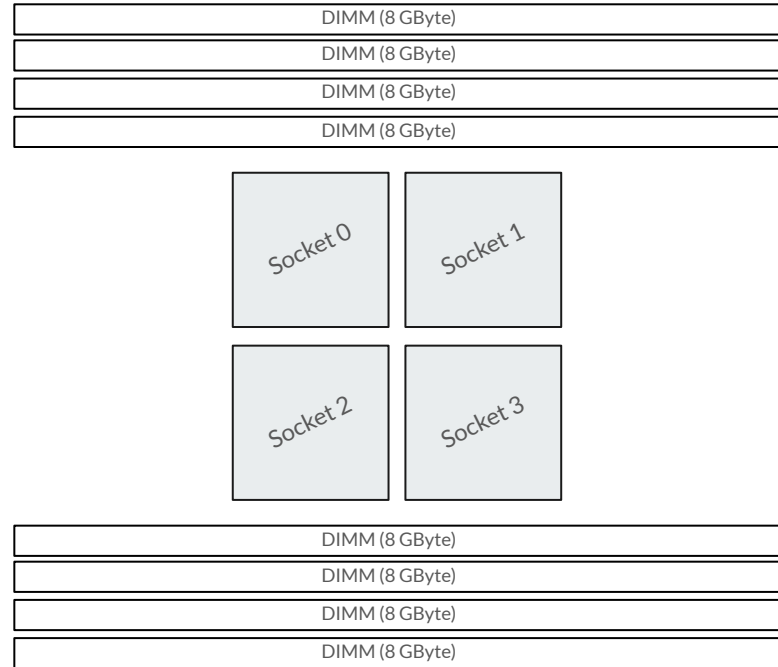 DIMM (8 GByte)
DIMM (8 GByte)
DIMM (8 GByte)
DIMM (8 GByte)
Socket 0
Socket 1
Socket 2
Socket 3
DIMM (8 GByte)
DIMM (8 GByte)
DIMM (8 GByte)
DIMM (8 GByte)